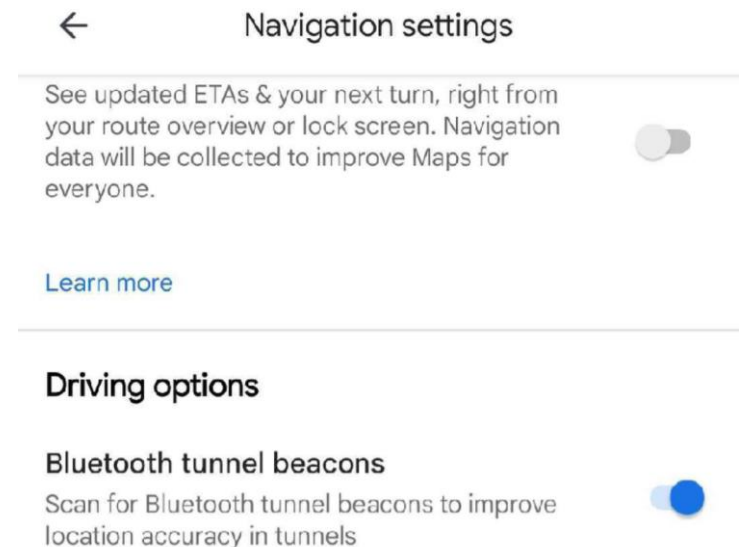 Navigation settings
See updated ETAs & your next turn, right from
your route overview or lock screen. Navigation
data will be collected to improve Maps for
everyone.
Learn more
Driving options
Bluetooth tunnel beacons
Scan for Bluetooth tunnel beacons to improve
location accuracy in tunnels